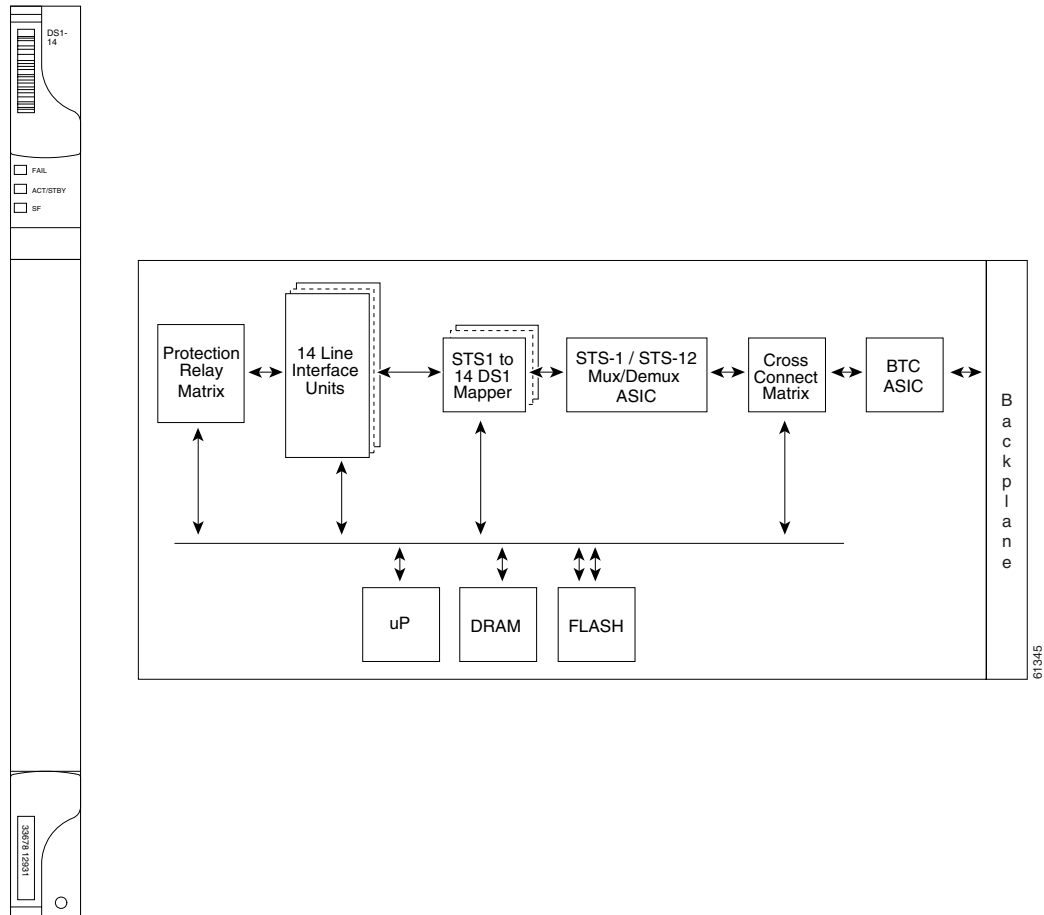 DS1-
14
FAIL
ACT/STBY
SF
33678 12931
Protection
Relay
Matrix
14 Line
Interface
Units
STS1 to
14 DS1
Mapper
STS-1 / STS-12
Mux/Demux
ASIC
Cross
Connect
Matrix
BTC
ASIC
Backplane
uP
DRAM
FLASH
61345